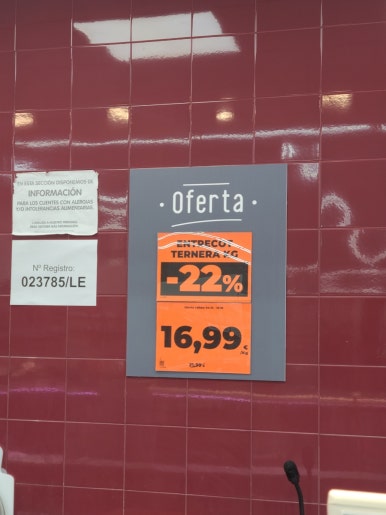 EN ESTA SECCIÓN DISPONEMOS DE
INFORMACIÓN
PARA LOS CLIENTES CON ALERGIAS
Y/O INTOLERANCIAS ALIMENTARIAS
Nº Registro:
023785/LE
Oferta
ENTRECOT
TERNERA KG
-22%
16,99
€
/Kg